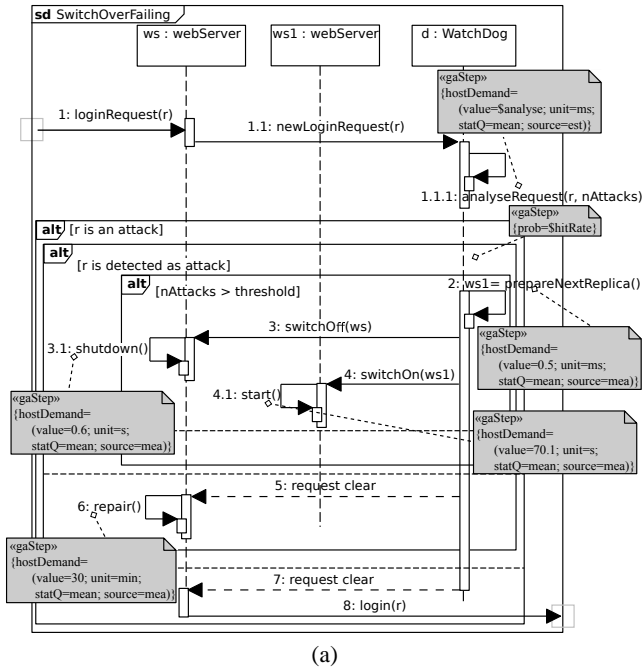 sd SwitchOverFailing
ws : webServer
ws1 : webServer
d : WatchDog
«gaStep»
{hostDemand=
(value=$analyse; unit=ms;
statQ=mean; source=est)}
1: loginRequest(r)
1.1: newLoginRequest(r)
1.1.1: analyseRequest(r, nAttacks)
«gaStep»
{prob=$hitRate}
alt [r is an attack]
alt
[r is detected as attack]
alt
[nAttacks > threshold]
2: ws1= prepareNextReplica()
3: switchOff(ws)
3.1: shutdown()
«gaStep»
{hostDemand=
(value=0.5; unit=ms;
statQ=mean; source=mea)}
4: switchOn(ws1)
4.1: start()
«gaStep»
{hostDemand=
(value=0.6; unit=s;
statQ=mean; source=mea)}
«gaStep»
{hostDemand=
(value=70.1; unit=s;
statQ=mean; source=mea)}
5: request clear
6: repair()
«gaStep»
{hostDemand=
(value=30; unit=min;
statQ=mean; source=mea)}
7: request clear
8: login(r)
(a)